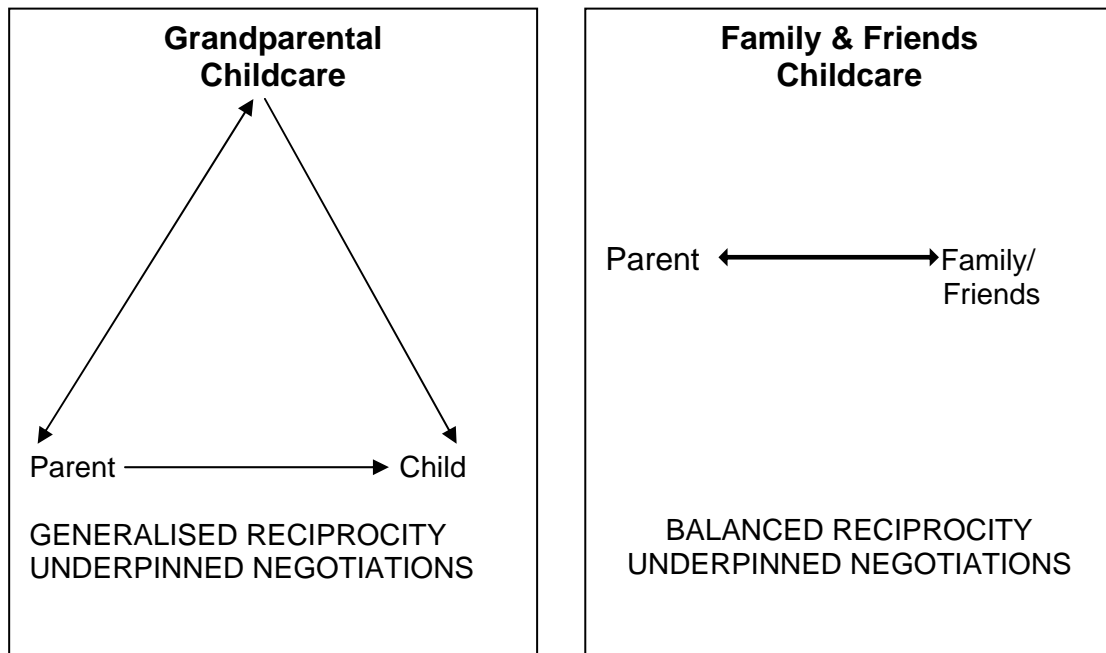 Grandparental
Childcare
Parent
Child
GENERALISED RECIPROCITY
UNDERPINNED NEGOTIATIONS
Family & Friends
Childcare
Parent
Family/
Friends
BALANCED RECIPROCITY
UNDERPINNED NEGOTIATIONS